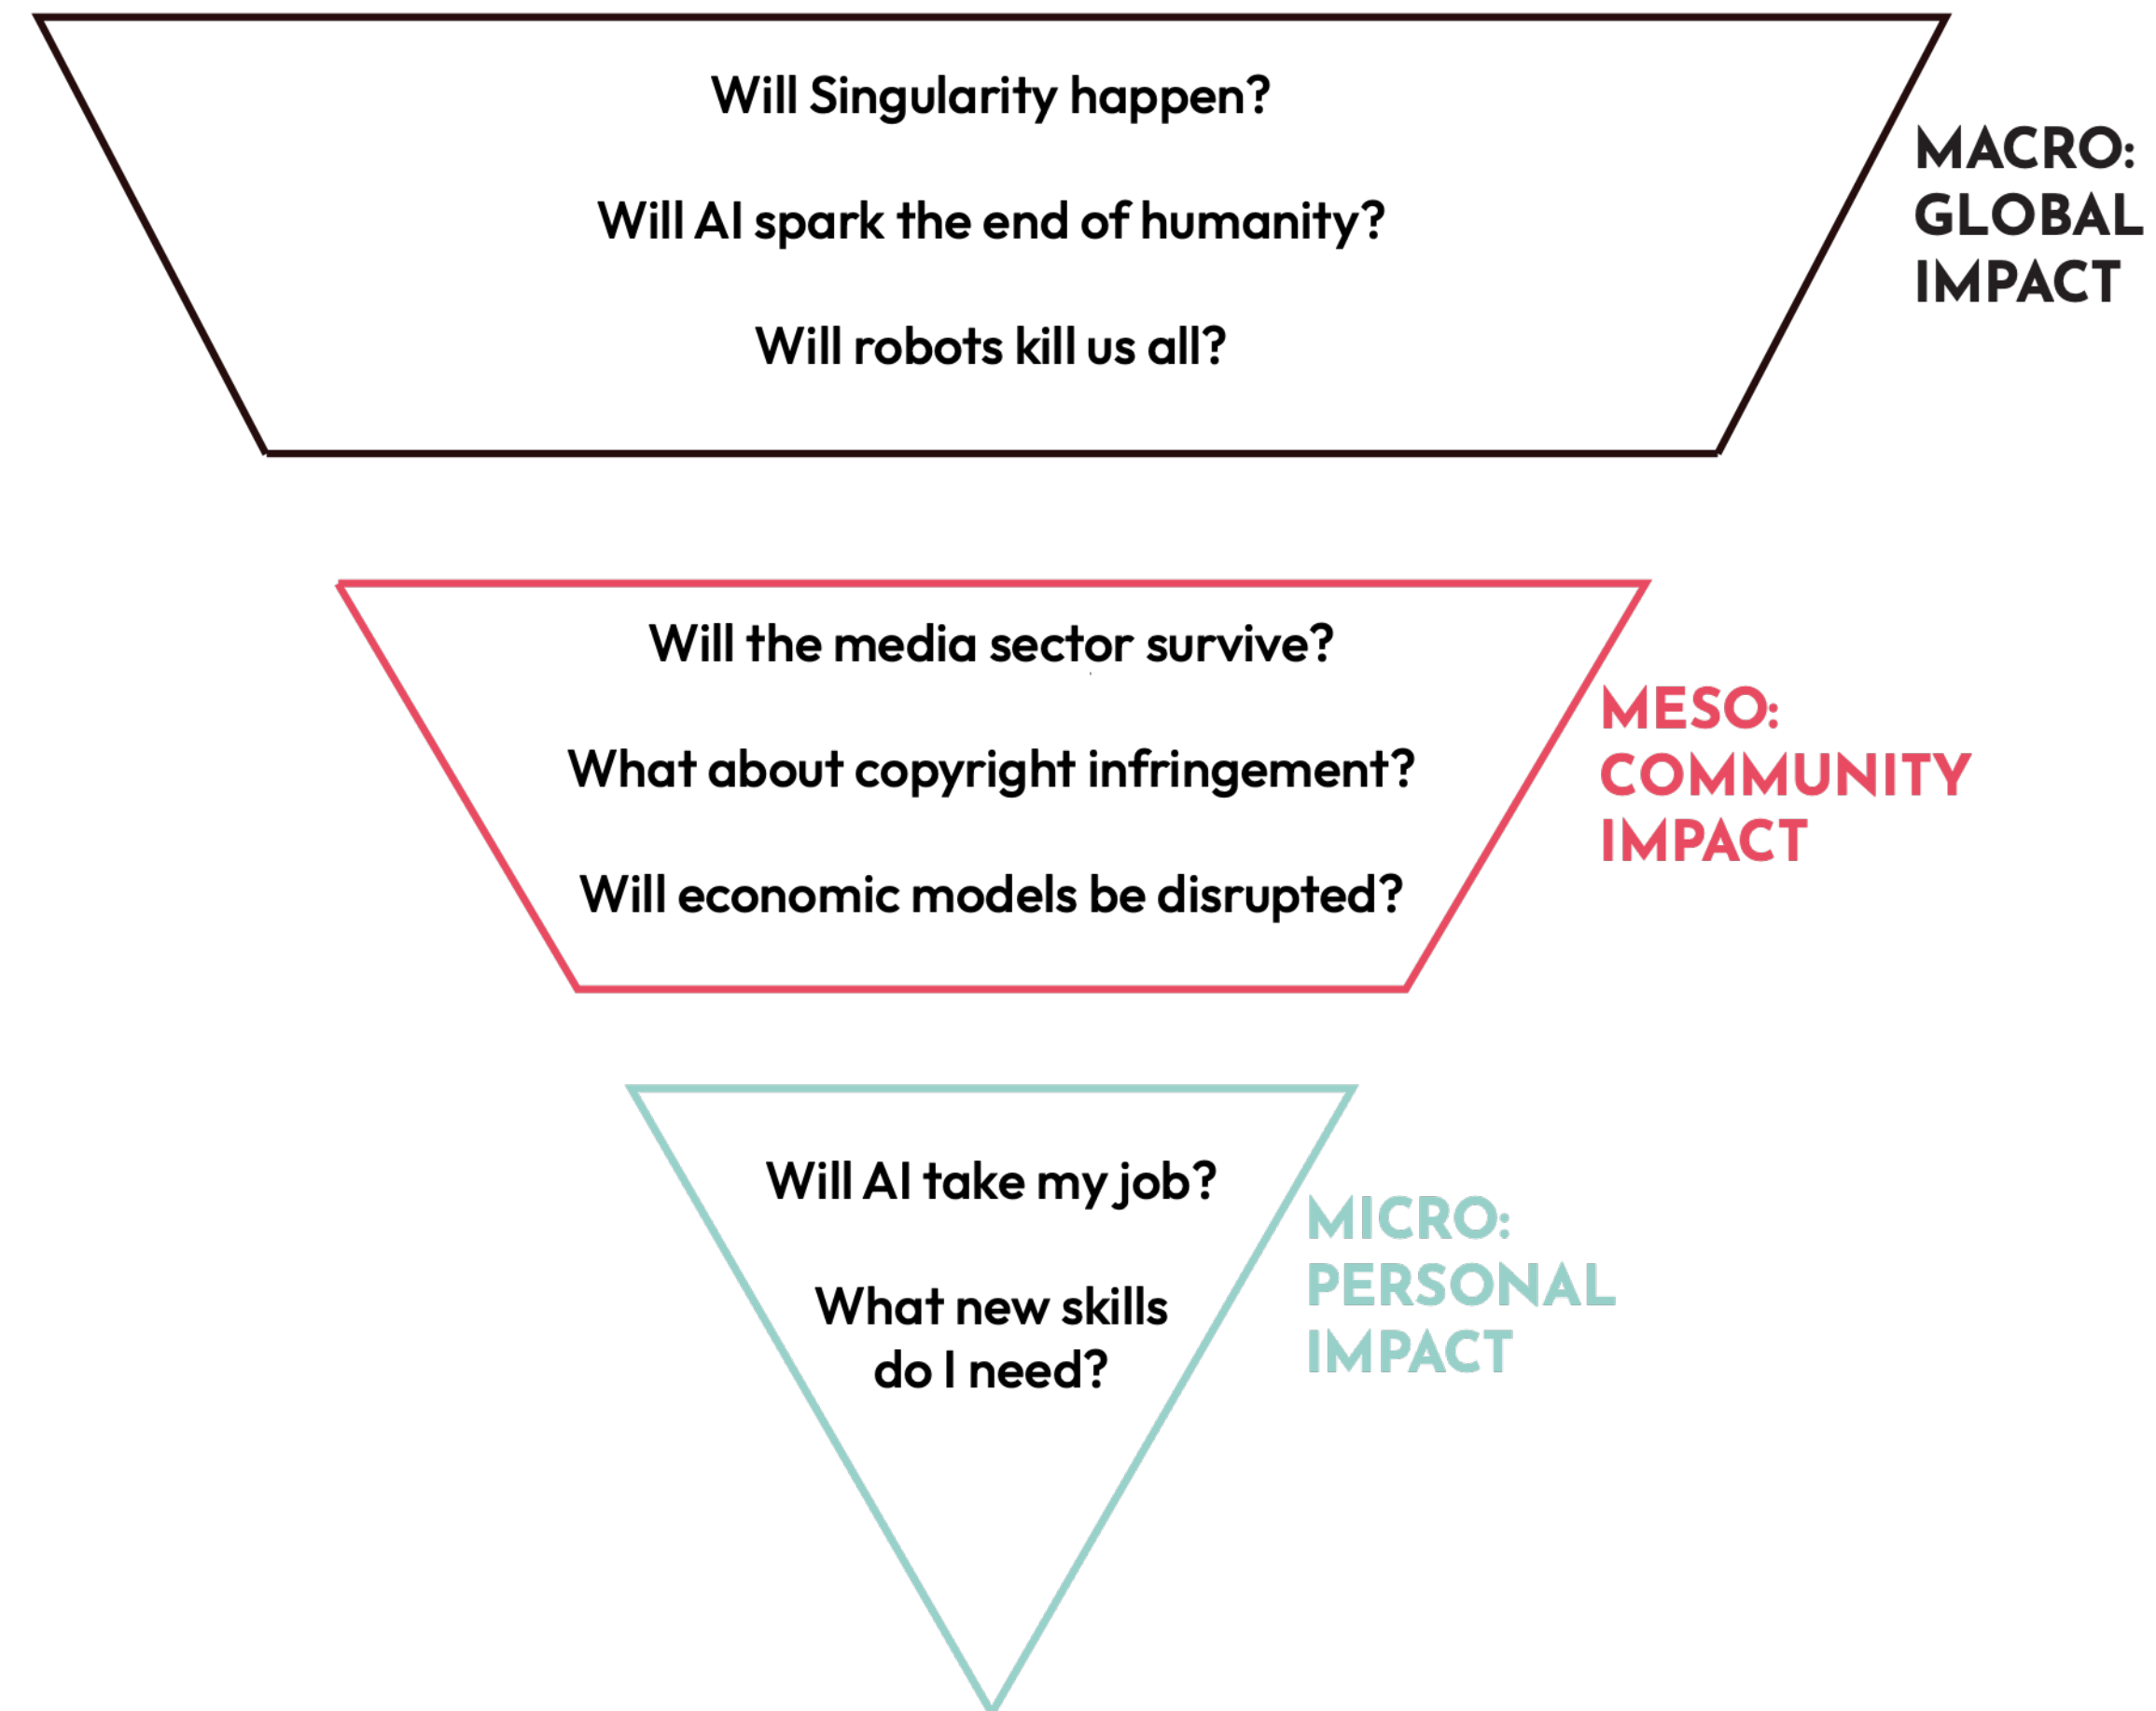 Will Singularity happen?
Will AI spark the end of humanity?
Will robots kill us all?
MACRO:
GLOBAL
IMPACT
Will the media sector survive?
What about copyright infringement?
Will economic models be disrupted?
MESO:
COMMUNITY
IMPACT
Will AI take my job?
What new skills
do I need?
MICRO:
PERSONAL
IMPACT